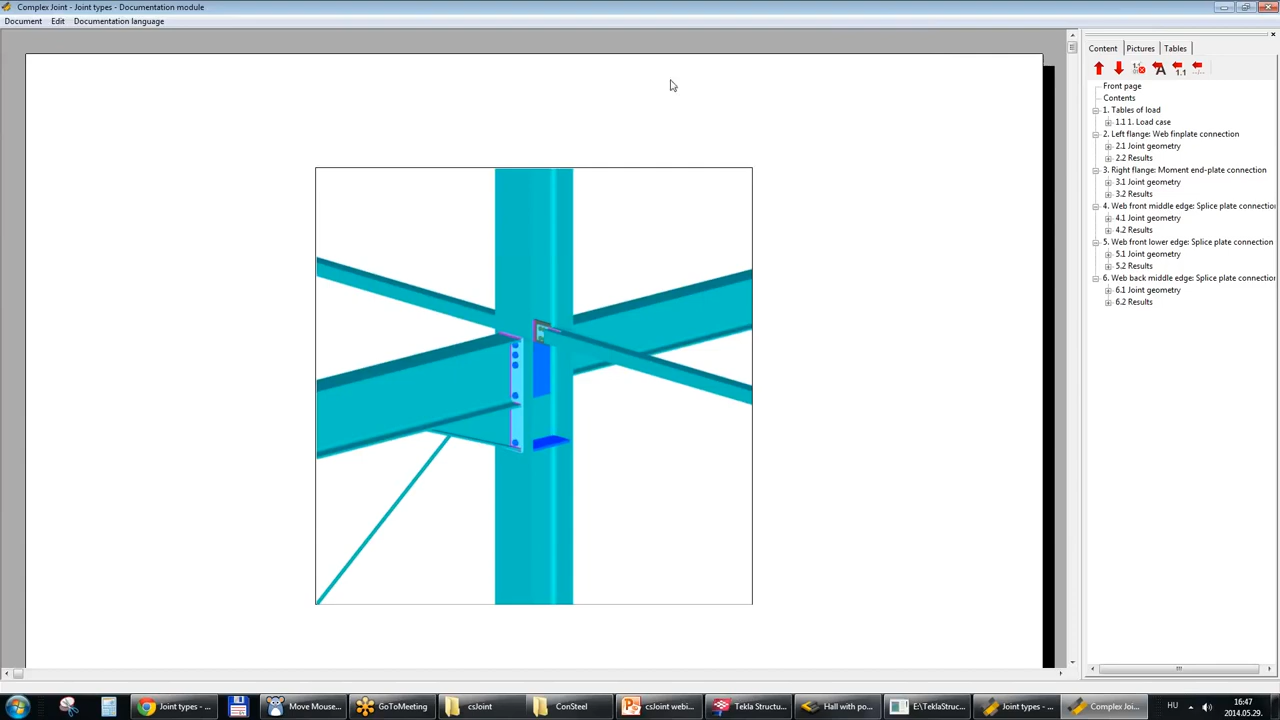 Complex Joint - Joint types - Documentation module
Document Edit Documentation language
Content Pictures Tables
Front page
Contents
1. Tables of load
1.1 1. Load case
2. Left flange: Web finplate connection
2.1 Joint geometry
2.2 Results
3. Right flange: Moment end-plate connection
3.1 Joint geometry
3.2 Results
4. Web front middle edge: Splice plate connection
4.1 Joint geometry
4.2 Results
5. Web front lower edge: Splice plate connection
5.1 Joint geometry
5.2 Results
6. Web back middle edge: Splice plate connection
6.1 Joint geometry
6.2 Results
Joint types - ... Move Mouse... GoToMeeting csJoint ConSteel csJoint webi... Tekla Structu... Hall with po... E:\TeklaStruc... Joint types - ... Complex Joi... HU 16:47
2014.05.29.